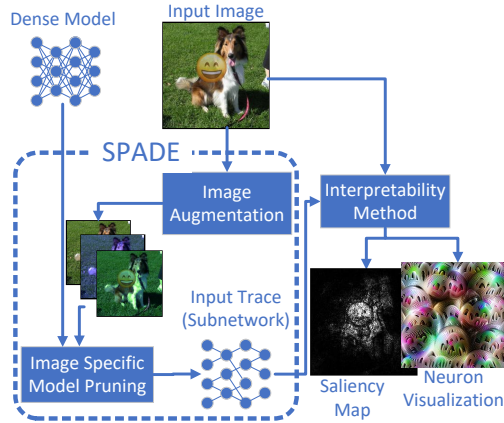 Dense Model
Input Image
SPADE
Image
Augmentation
Interpretability
Method
Input Trace
(Subnetwork)
Image Specific
Model Pruning
Saliency
Map
Neuron
Visualization